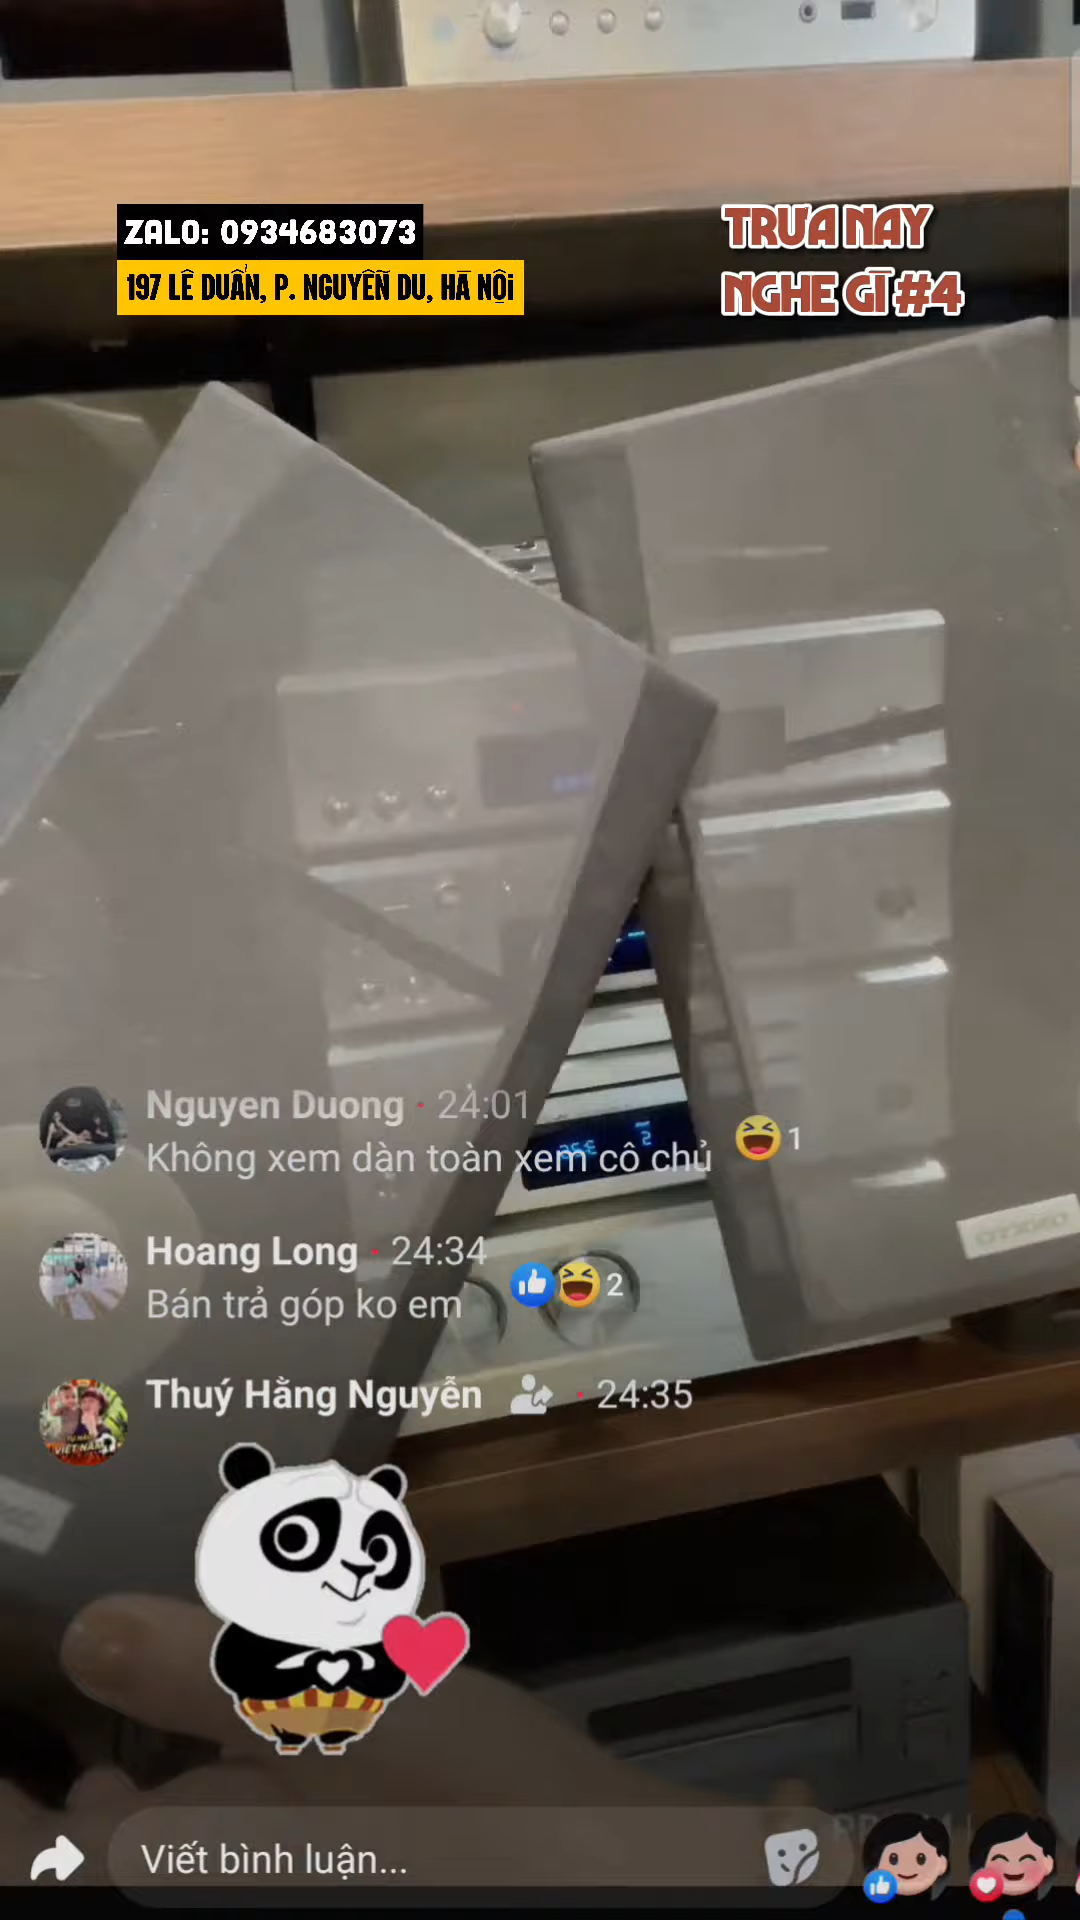 ZALO: 0934683073
197 LÊ DUẨN, P. NGUYỄN DU, HÀ NỘi
TRƯA NAY
NGHE GÌ #4
Nguyen Duong · 24:01
Không xem dàn toàn xem cô chủ
1
Hoang Long · 24:34
Bán trả góp ko em
2
Thuý Hằng Nguyễn · 24:35
Viết bình luận...